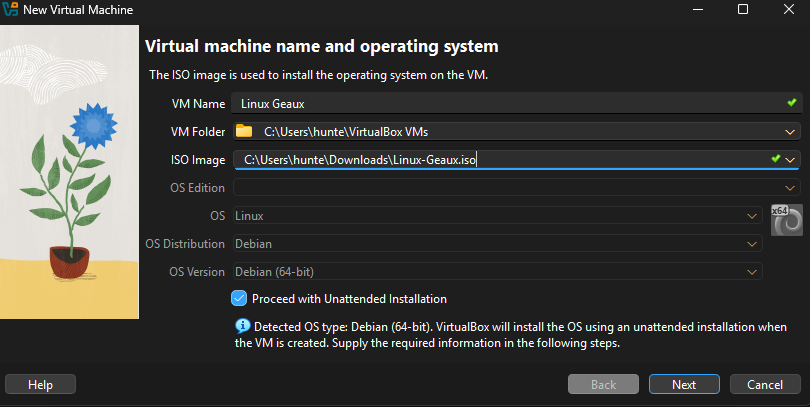 New Virtual Machine
Virtual machine name and operating system
The ISO image is used to install the operating system on the VM.
VM Name Linux Geaux
VM Folder C:\Users\hunte\VirtualBox VMs
ISO Image C:\Users\hunte\Downloads\Linux-Geaux.iso
OS Edition
OS Linux x64
OS Distribution Debian
OS Version Debian (64-bit)
Proceed with Unattended Installation
Detected OS type: Debian (64-bit). VirtualBox will install the OS using an unattended installation when
the VM is created. Supply the required information in the following steps.
Help Back Next Cancel